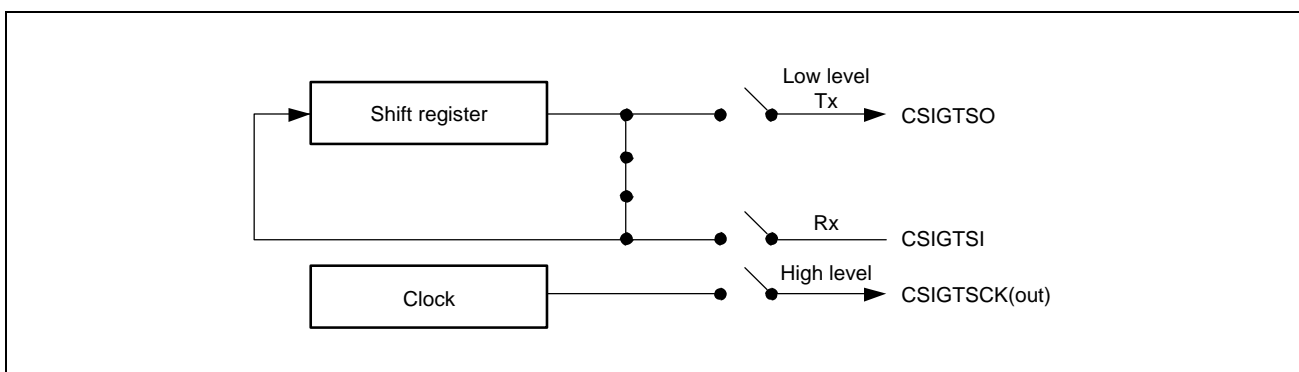 Low level
Shift register
Tx
CSIGTSO
Rx
CSIGTSI
High level
Clock
CSIGTSCK(out)